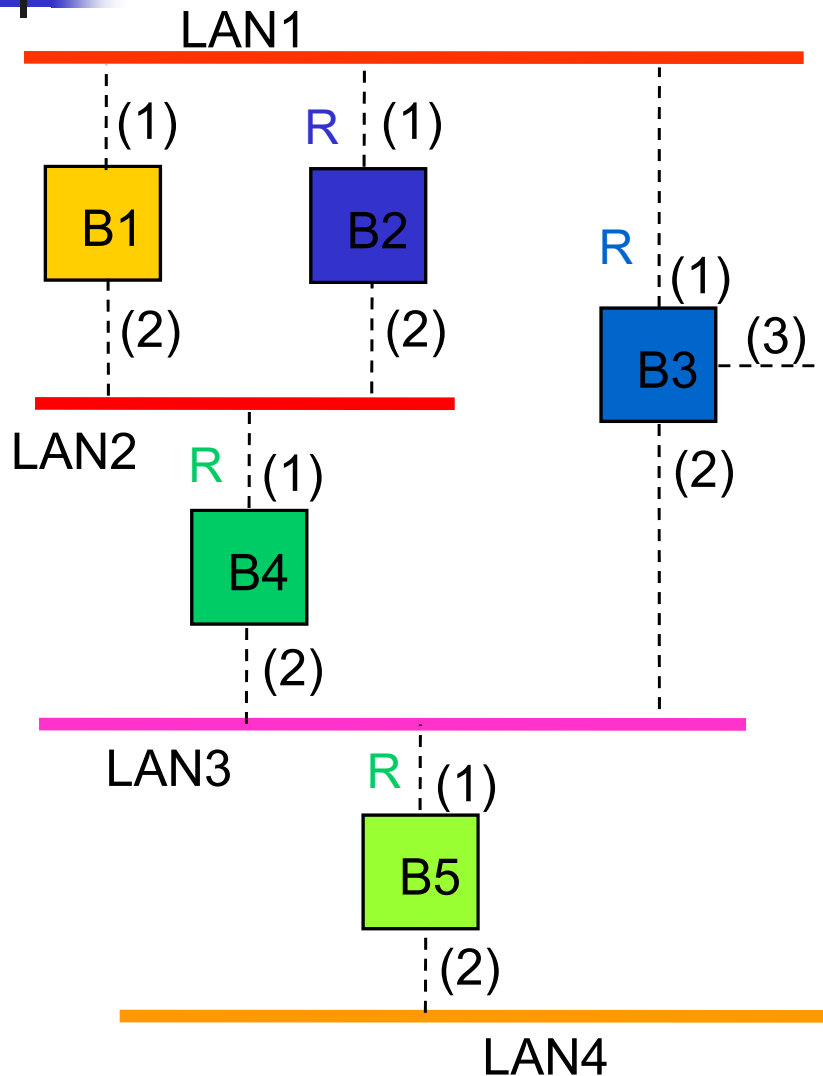 LAN1
(1)
R (1)
B1
B2
R
(1)
(2)
(2)
(3)
B3
LAN2
R (1)
(2)
B4
(2)
LAN3
R (1)
B5
(2)
LAN4